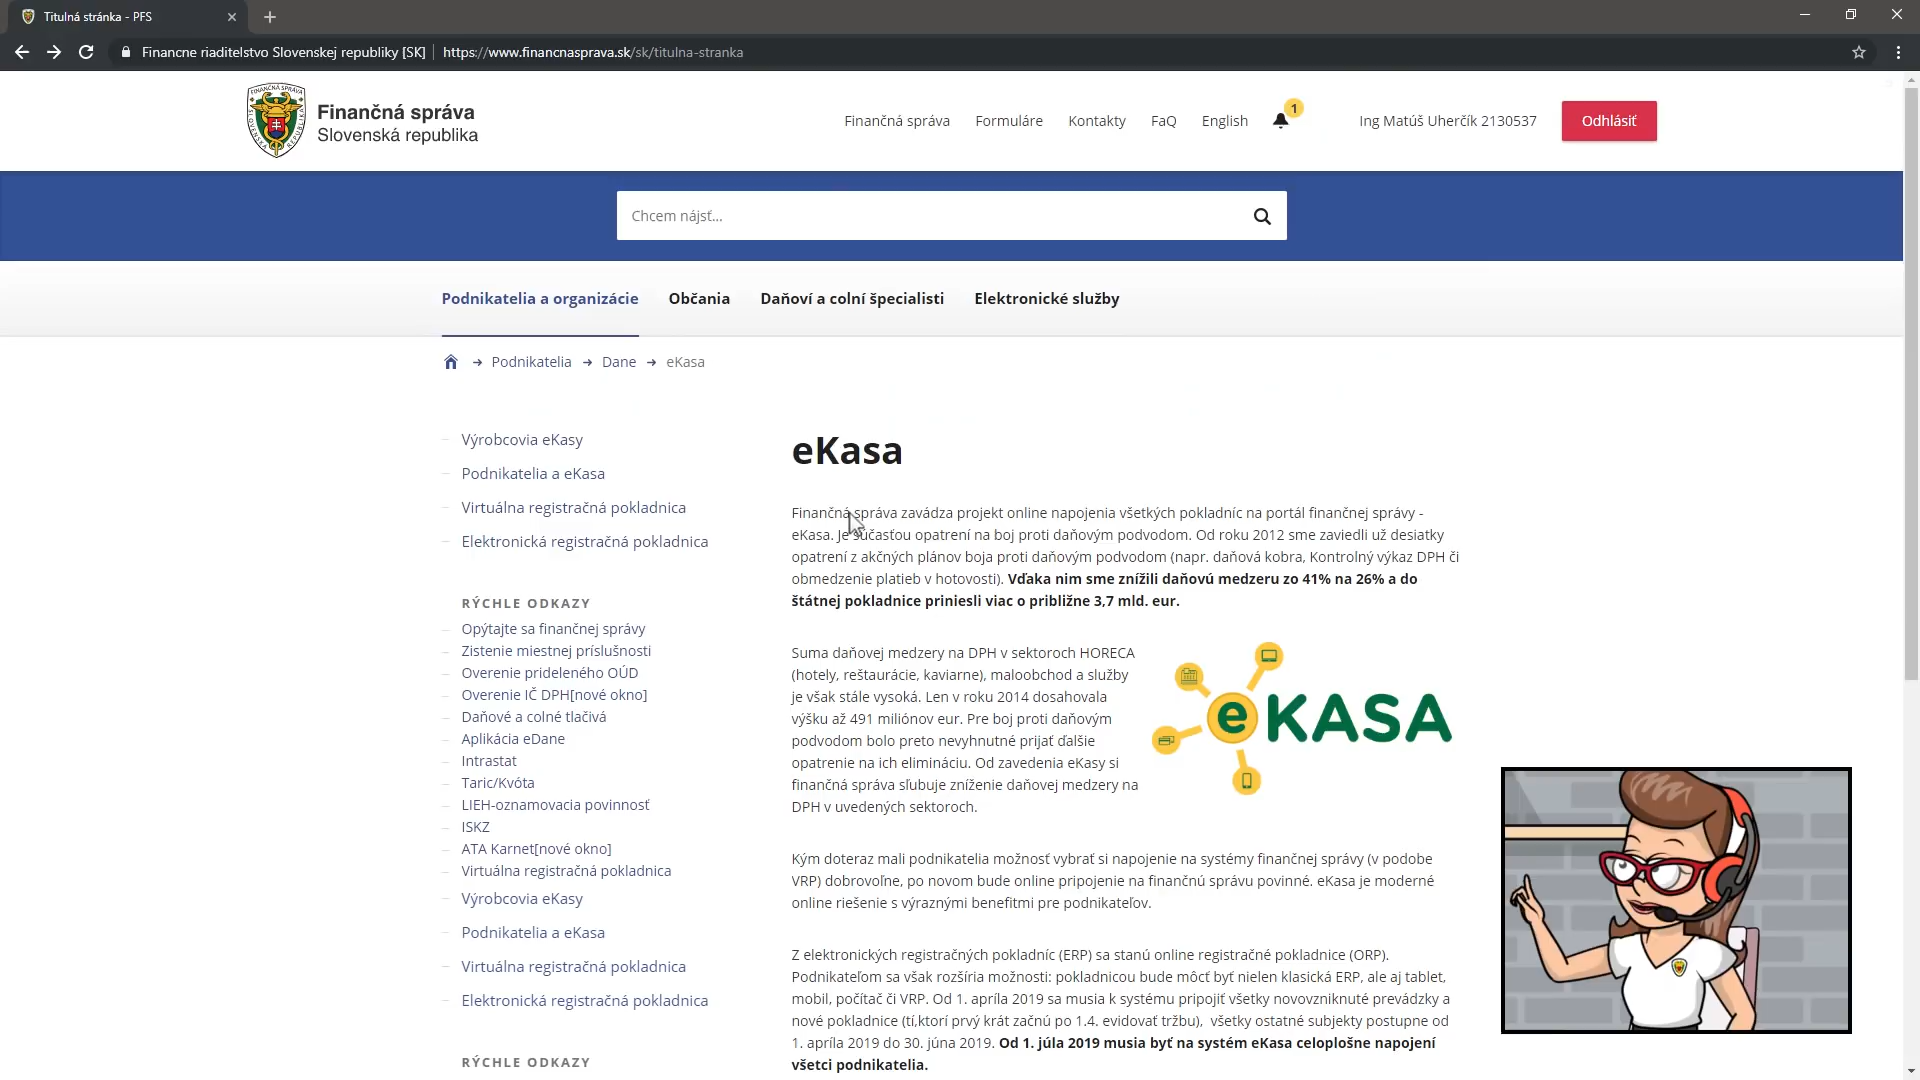 Titulná stránka - PFS
Financne riaditelstvo Slovenskej republiky [SK]
https://www.financnasprava.sk/sk/titulna-stranka
FINANČNÁ SPRÁVA
SLOVENSKÁ REPUBLIKA
Finančná správa
Slovenská republika
Finančná správa
Formuláre
Kontakty
FaQ
English
1
Ing Matúš Uherčík 2130537
Odhlásiť
Chcem nájsť...
Podnikatelia a organizácie
Občania
Daňoví a colní špecialisti
Elektronické služby
Podnikatelia
Dane
eKasa
Výrobcovia eKasy
Podnikatelia a eKasa
Virtuálna registračná pokladnica
Elektronická registračná pokladnica
RÝCHLE ODKAZY
Opýtajte sa finančnej správy
Zistenie miestnej príslušnosti
Overenie prideleného OÚD
Overenie IČ DPH[nové okno]
Daňové a colné tlačivá
Aplikácia eDane
Intrastat
Taric/Kvóta
LIEH-oznamovacia povinnosť
ISKZ
ATA Karnet[nové okno]
Virtuálna registračná pokladnica
Výrobcovia eKasy
Podnikatelia a eKasa
Virtuálna registračná pokladnica
Elektronická registračná pokladnica
RÝCHLE ODKAZY
eKasa
Finančná správa zavádza projekt online napojenia všetkých pokladníc na portál finančnej správy -
eKasa. Je súčasťou opatrení na boj proti daňovým podvodom. Od roku 2012 sme zaviedli už desiatky
opatrení z akčných plánov boja proti daňovým podvodom (napr. daňová kobra, Kontrolný výkaz DPH či
obmedzenie platieb v hotovosti). Vďaka nim sme znížili daňovú medzeru zo 41% na 26% a do
štátnej pokladnice priniesli viac o približne 3,7 mld. eur.
Suma daňovej medzery na DPH v sektoroch HORECA
(hotely, reštaurácie, kaviarne), maloobchod a služby
je však stále vysoká. Len v roku 2014 dosahovala
výšku až 491 miliónov eur. Pre boj proti daňovým
podvodom bolo preto nevyhnutné prijať ďalšie
opatrenie na ich elimináciu. Od zavedenia eKasy si
finančná správa sľubuje zníženie daňovej medzery na
DPH v uvedených sektoroch.
e KASA
Kým doteraz mali podnikatelia možnosť vybrať si napojenie na systémy finančnej správy (v podobe
VRP) dobrovoľne, po novom bude online pripojenie na finančnú správu povinné. eKasa je moderné
online riešenie s výraznými benefitmi pre podnikateľov.
Z elektronických registračných pokladníc (ERP) sa stanú online registračné pokladnice (ORP).
Podnikateľom sa však rozšíria možnosti: pokladnicou bude môcť byť nielen klasická ERP, ale aj tablet,
mobil, počítač či VRP. Od 1. apríla 2019 sa musia k systému pripojiť všetky novovzniknuté prevádzky a
nové pokladnice (tí,ktorí prvý krát začnú po 1.4. evidovať tržbu),  všetky ostatné subjekty postupne od
1. apríla 2019 do 30. júna 2019. Od 1. júla 2019 musia byť na systém eKasa celoplošne napojení
všetci podnikatelia.